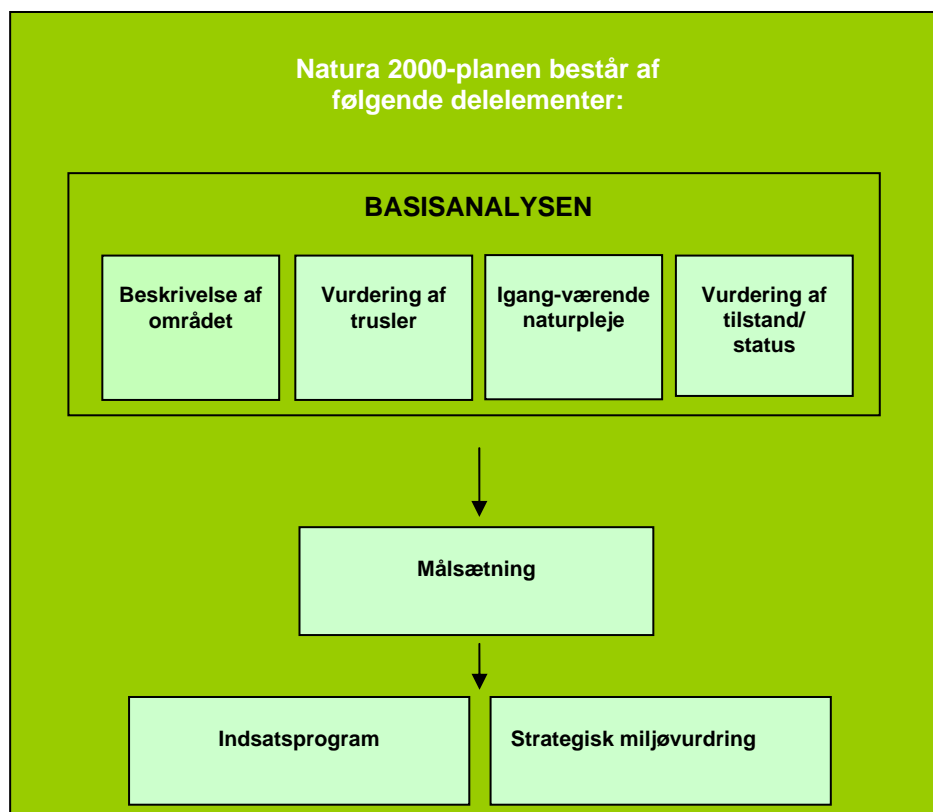 Natura 2000-planen består af
følgende delelementer:
BASISANALYSEN
Beskrivelse af
området
Vurdering af
trusler
Igang-værende
naturpleje
Vurdering af
tilstand/
status
Målsætning
Indsatsprogram
Strategisk miljøvurdring